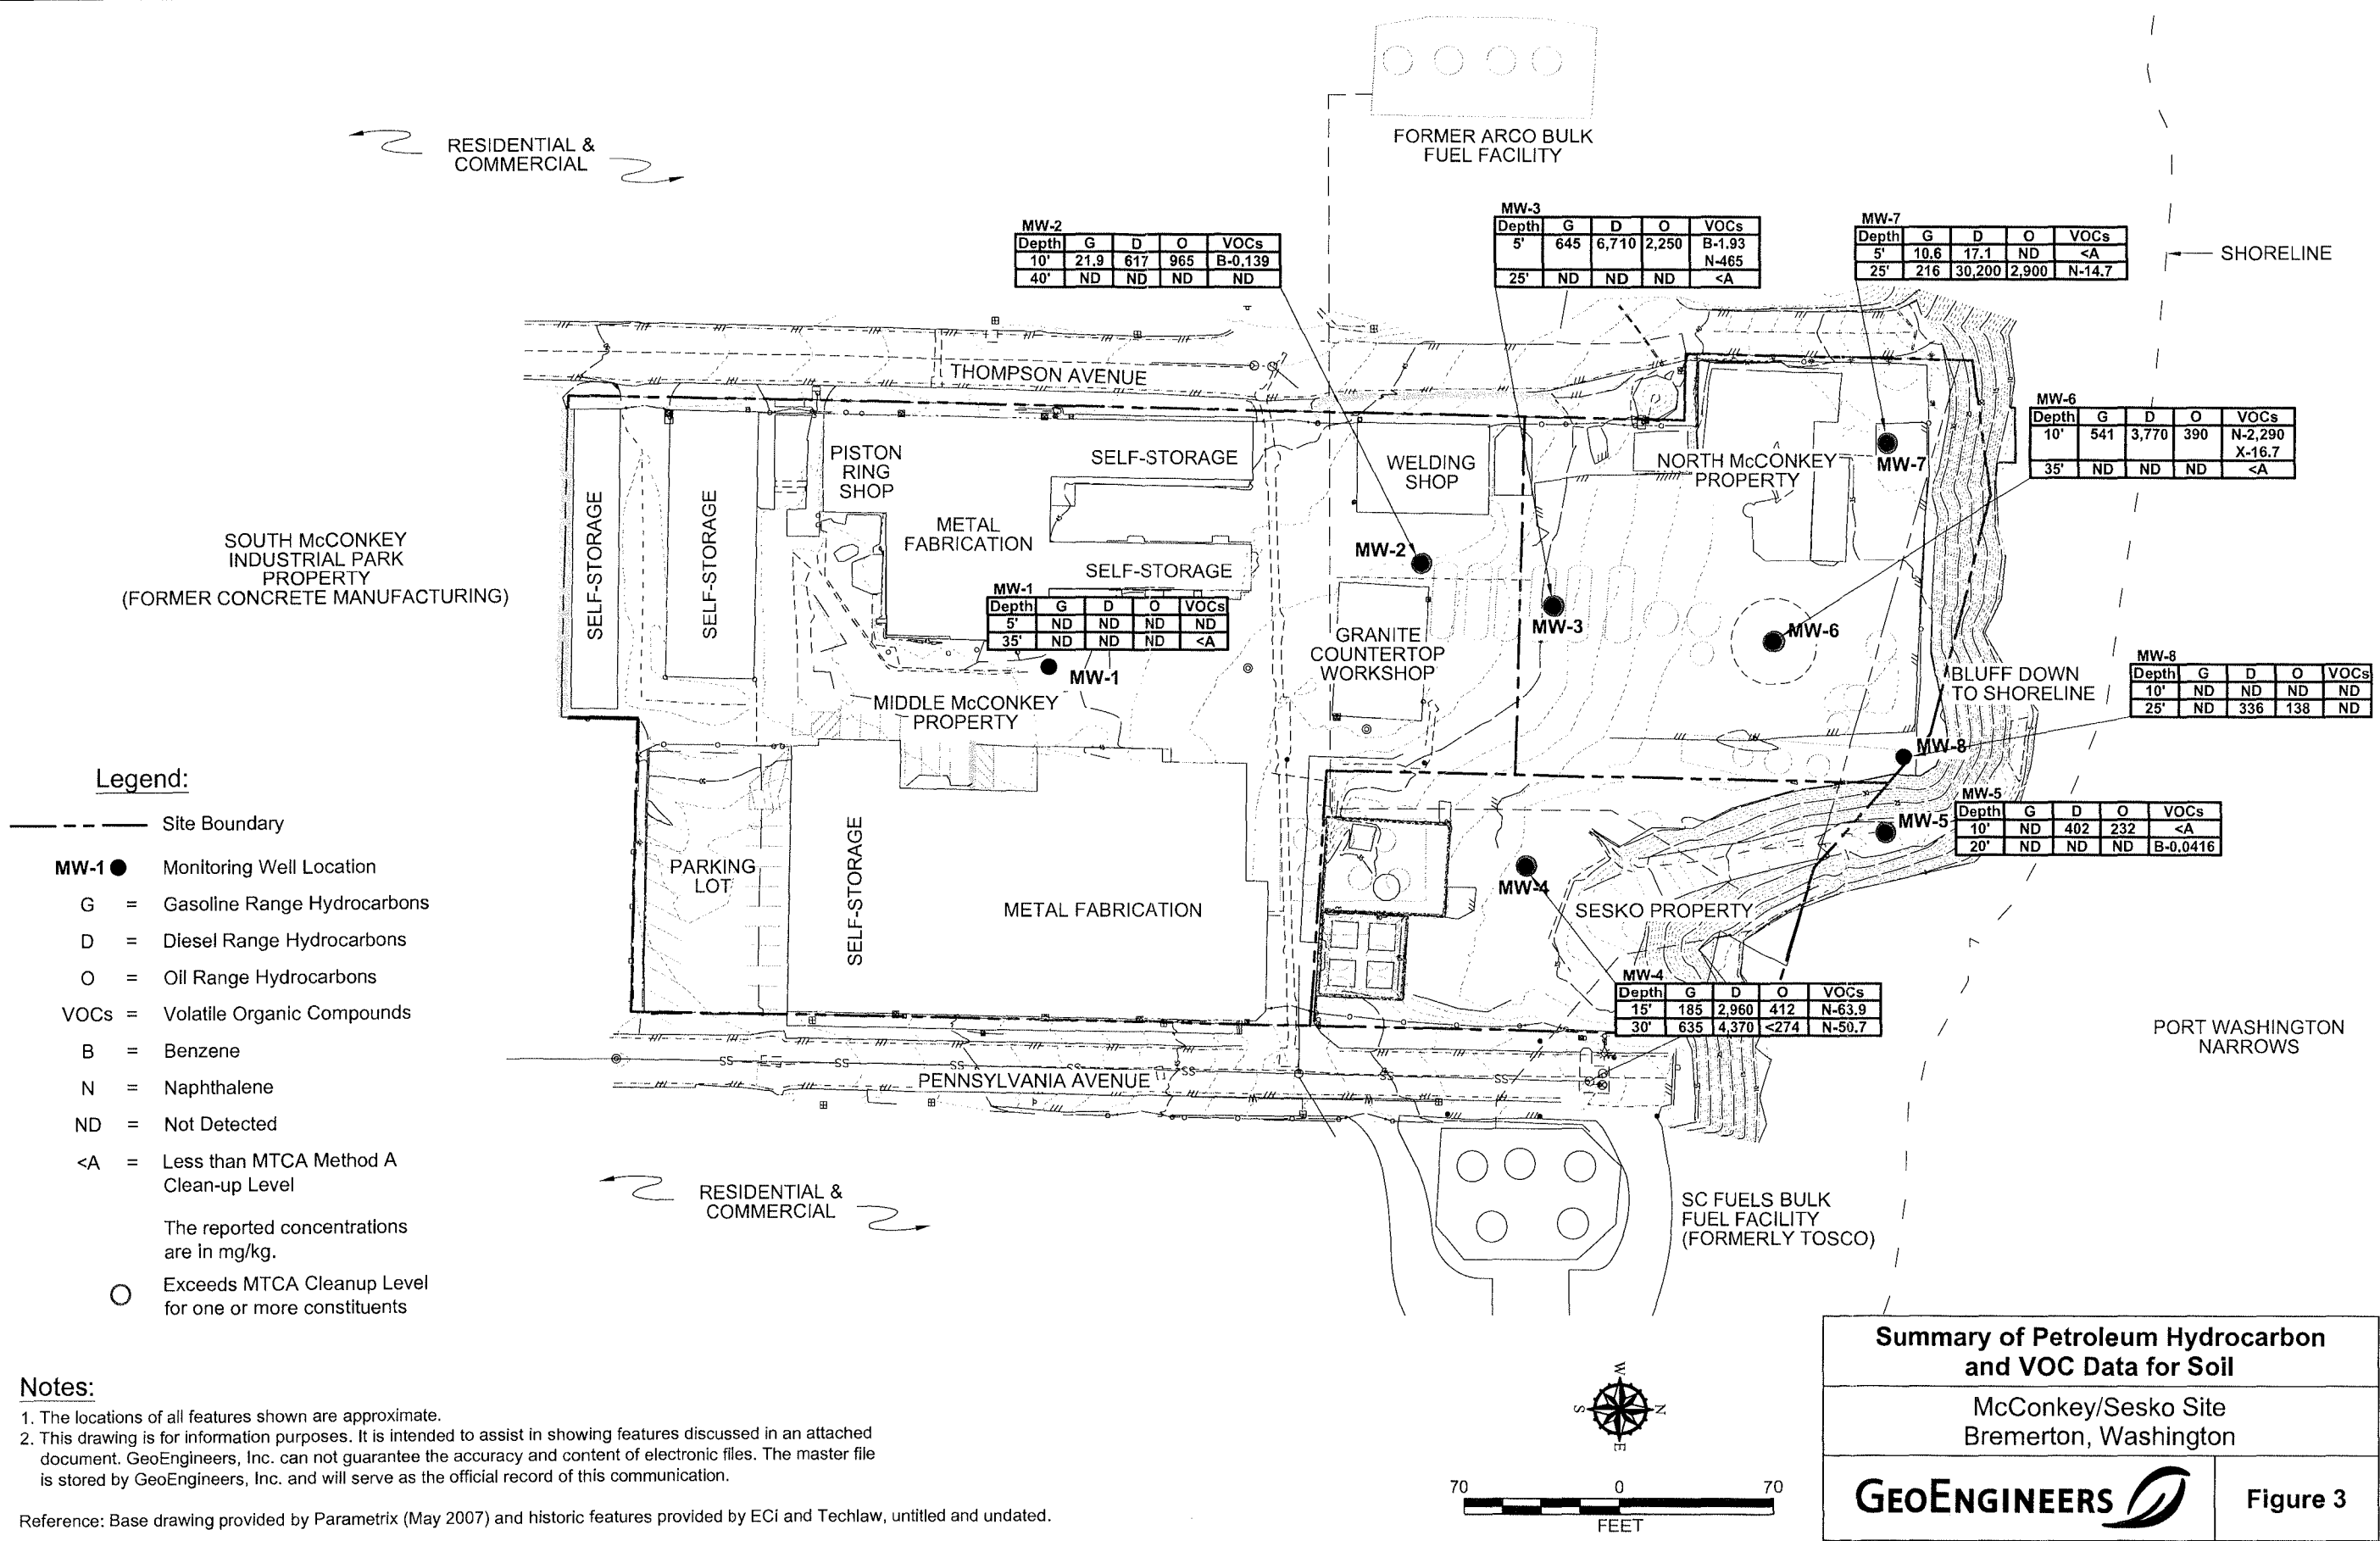 FORMER ARCO BULK
FUEL FACILITY
RESIDENTIAL &
COMMERCIAL
MW-2
Depth G D O VOCs
10' 21.9 617 965 B-0.139
40' ND ND ND ND
MW-3
Depth G D O VOCs
5' 645 6,710 2,250 B-1.93
N-465
25' ND ND ND <A
MW-7
Depth G D O VOCs
5' 10.6 17.1 ND <A
25' 216 30,200 2,900 N-14.7
SHORELINE
THOMPSON AVENUE
MW-6
Depth G D O VOCs
10' 541 3,770 390 N-2,290
X-16.7
35' ND ND ND <A
PISTON
RING
SHOP
SELF-STORAGE
WELDING
SHOP
NORTH McCONKEY
PROPERTY
MW-7
SELF-STORAGE
SELF-STORAGE
METAL
FABRICATION
SELF-STORAGE
MW-2
SOUTH McCONKEY
INDUSTRIAL PARK
PROPERTY
(FORMER CONCRETE MANUFACTURING)
MW-1
Depth G D O VOCs
5' ND ND ND ND
35' ND ND ND <A
MW-1
GRANITE
COUNTERTOP
WORKSHOP
MW-3
MW-6
MIDDLE McCONKEY
PROPERTY
BLUFF DOWN
TO SHORELINE
MW-8
Depth G D O VOCs
10' ND ND ND ND
25' ND 336 138 ND
MW-8
MW-5
Depth G D O VOCs
10' ND 402 232 <A
20' ND ND ND B-0.0416
MW-5
PARKING
LOT
SELF-STORAGE
METAL FABRICATION
MW-4
SESKO PROPERTY
MW-4
Depth G D O VOCs
15' 185 2,960 412 N-63.9
30' 635 4,370 <274 N-50.7
PORT WASHINGTON
NARROWS
SS SS SS SS SS SS
PENNSYLVANIA AVENUE
RESIDENTIAL &
COMMERCIAL
SC FUELS BULK
FUEL FACILITY
(FORMERLY TOSCO)
Legend:
Site Boundary
MW-1 Monitoring Well Location
G = Gasoline Range Hydrocarbons
D = Diesel Range Hydrocarbons
O = Oil Range Hydrocarbons
VOCs = Volatile Organic Compounds
B = Benzene
N = Naphthalene
ND = Not Detected
<A = Less than MTCA Method A
Clean-up Level
The reported concentrations
are in mg/kg.
Exceeds MTCA Cleanup Level
for one or more constituents
Notes:
1. The locations of all features shown are approximate.
2. This drawing is for information purposes. It is intended to assist in showing features discussed in an attached
document. GeoEngineers, Inc. can not guarantee the accuracy and content of electronic files. The master file
is stored by GeoEngineers, Inc. and will serve as the official record of this communication.
Reference: Base drawing provided by Parametrix (May 2007) and historic features provided by ECi and Techlaw, untitled and undated.
W
S N
E
70 0 70
FEET
Summary of Petroleum Hydrocarbon
and VOC Data for Soil
McConkey/Sesko Site
Bremerton, Washington
GEOENGINEERS
Figure 3